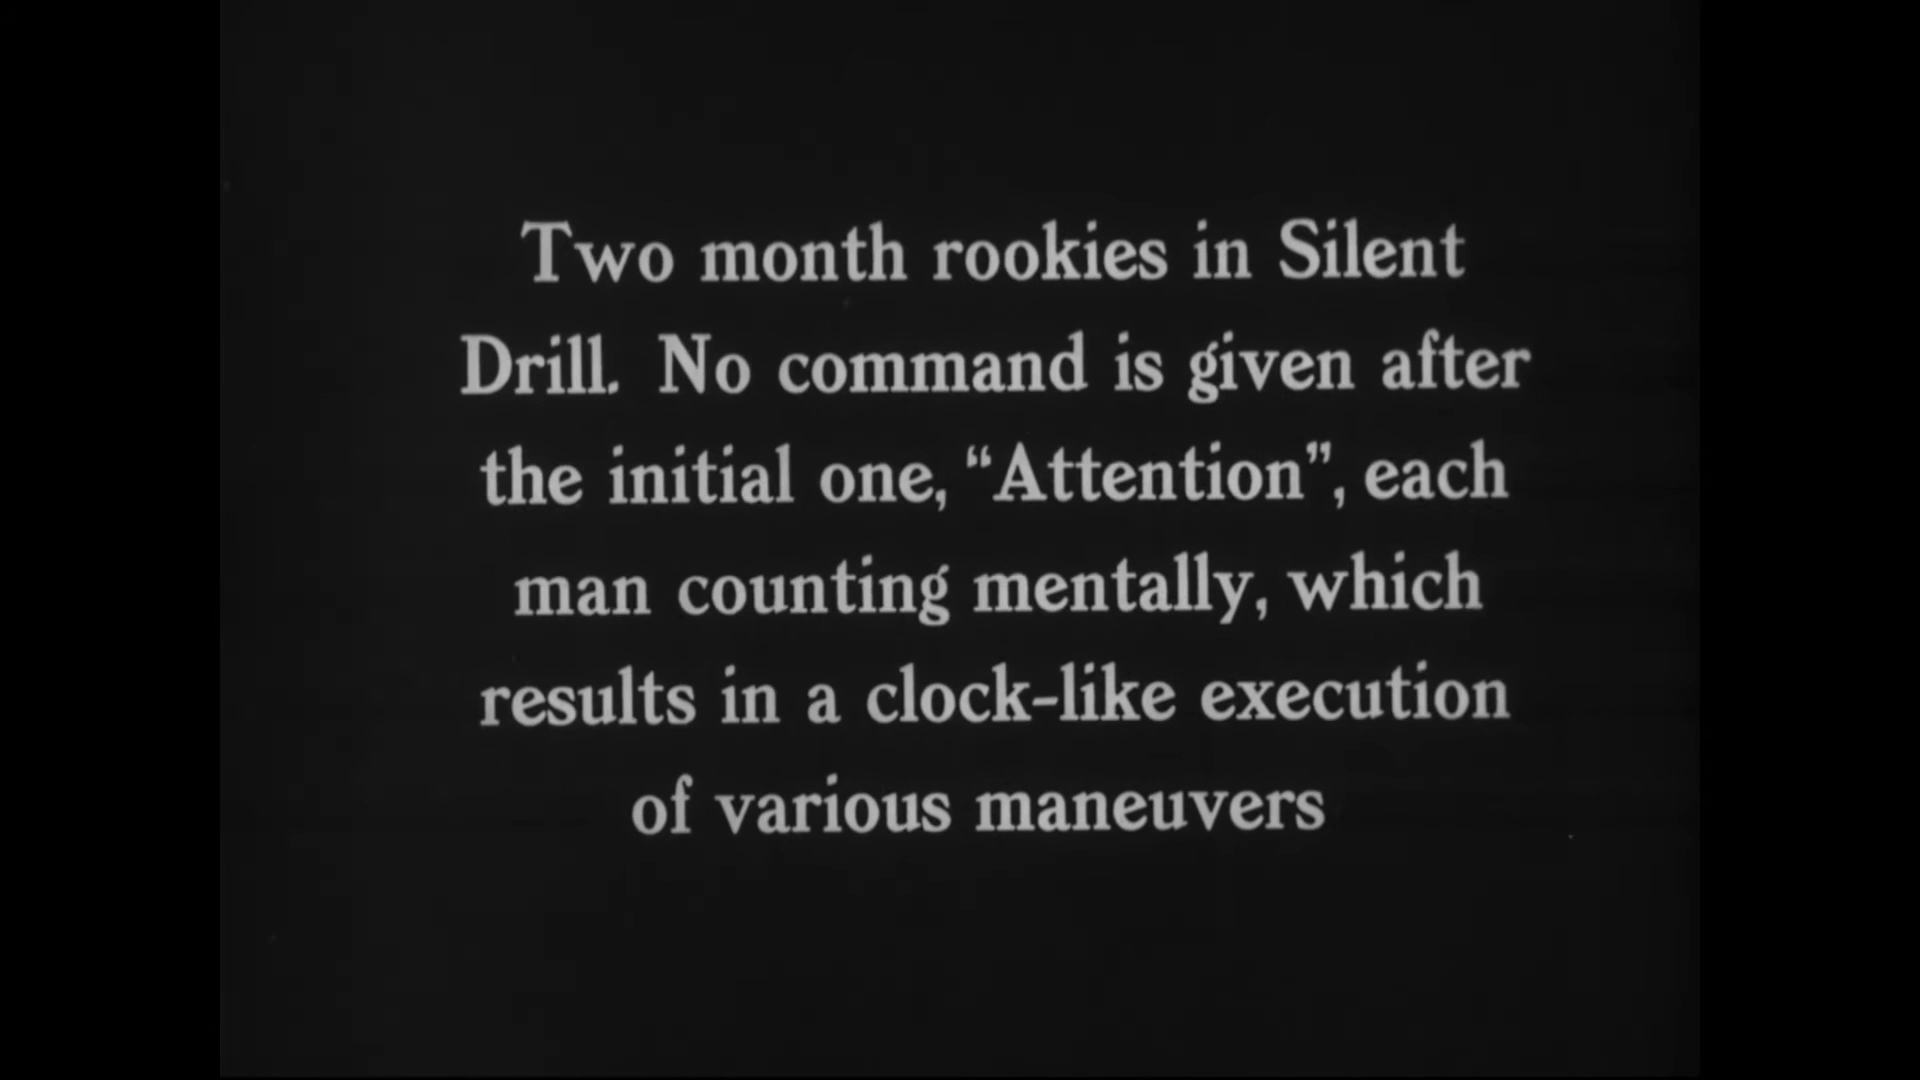 Two month rookies in Silent
Drill. No command is given after
the initial one, “Attention”, each
man counting mentally, which
results in a clock-like execution
of various maneuvers